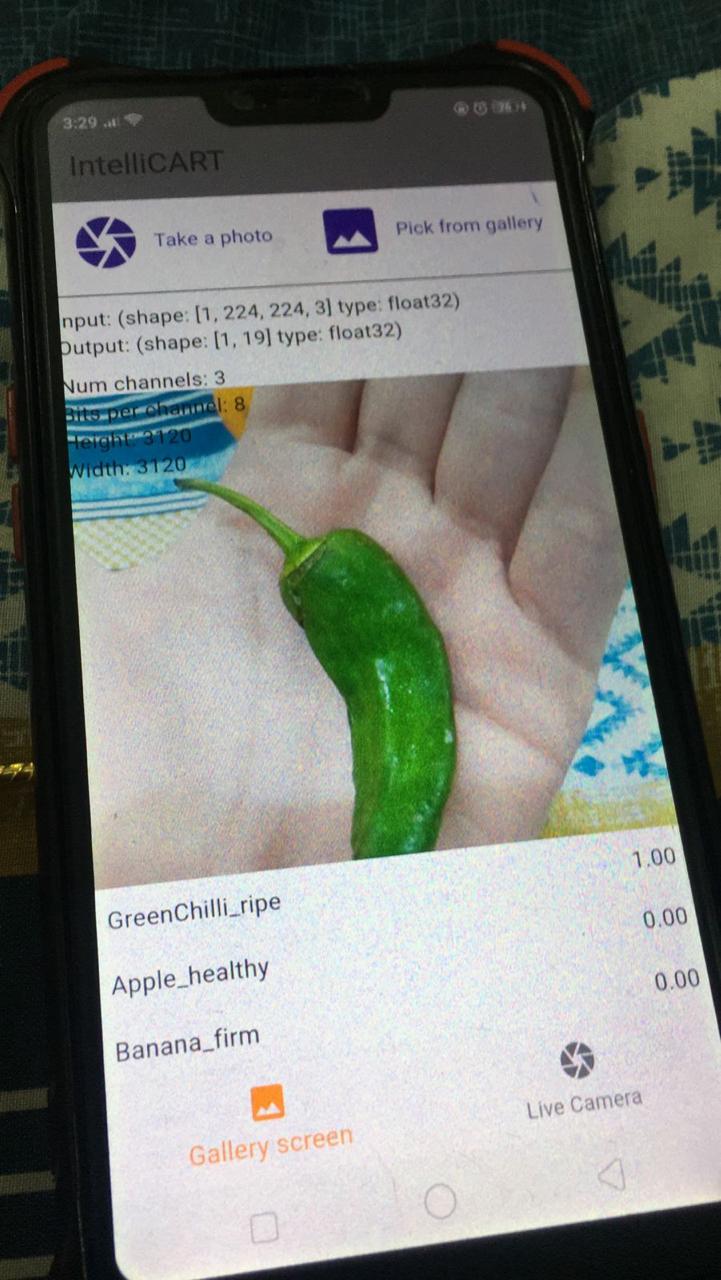 3:29
IntelliCART
Take a photo
Pick from gallery
nput: (shape: [1, 224, 224, 3] type: float32)
Output: (shape: [1, 19] type: float32)
Num channels: 3
Bits per channel: 8
Height: 3120
Width: 3120
GreenChilli_ripe 1.00
Apple_healthy 0.00
Banana_firm 0.00
Gallery screen
Live Camera